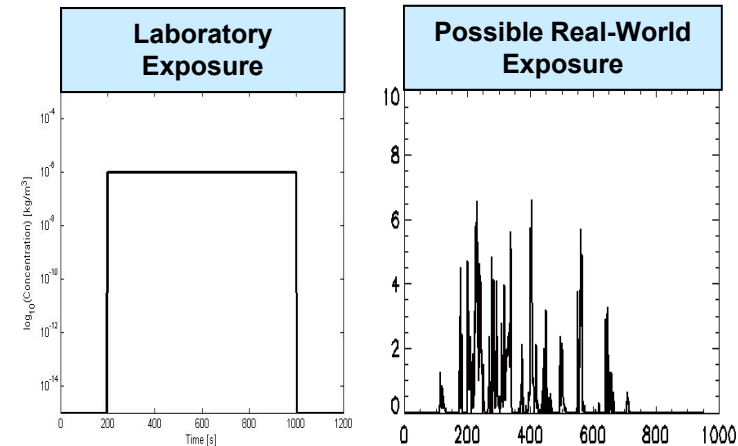 Laboratory
Exposure
10^-4
10^-6
10^-8
10^-10
10^-12
10^-14
log10(Concentration) [kg/m^3]
0 200 400 600 800 1000 1200
Time [s]
Possible Real-World
Exposure
10
8
6
4
2
0
0 200 400 600 800 1000